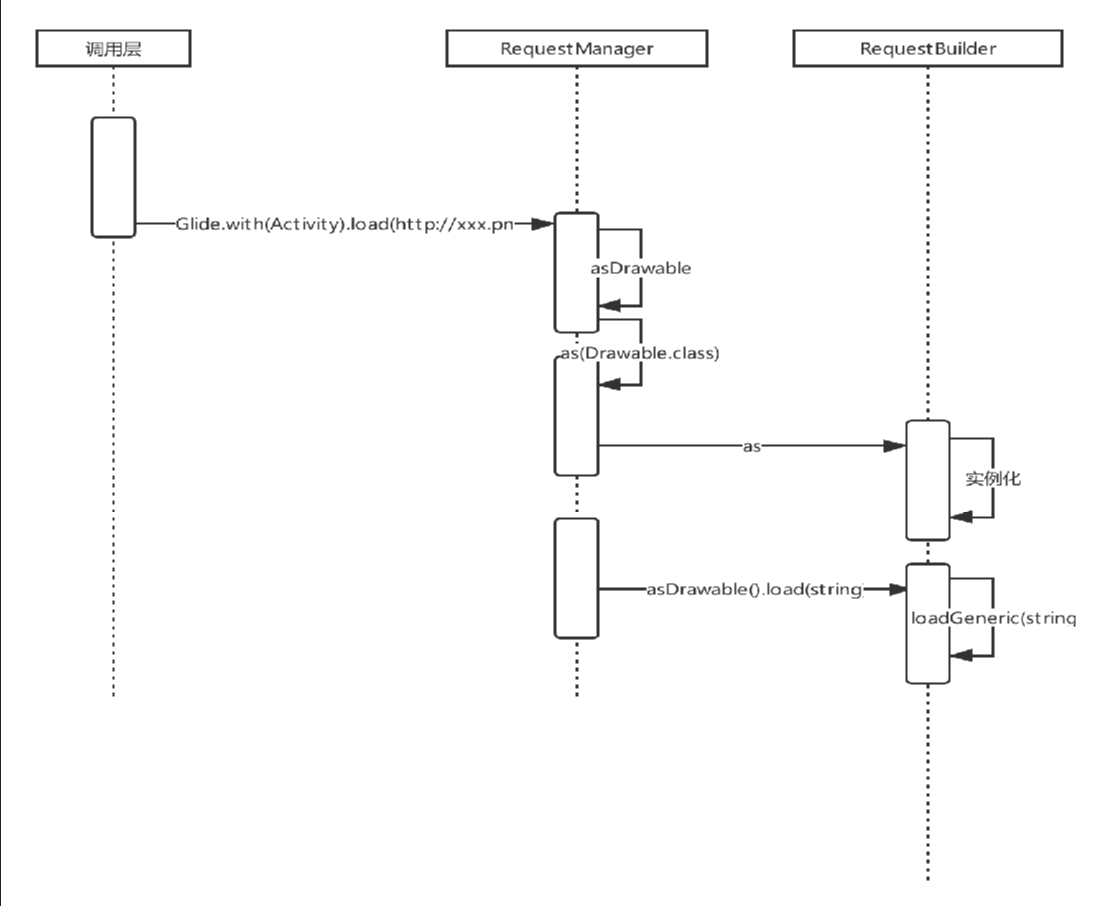 调用层
RequestManager
RequestBuilder
Glide.with(Activity).load(http://xxx.pn
asDrawable
as(Drawable.class)
as
实例化
asDrawable().load(string
loadGeneric(string